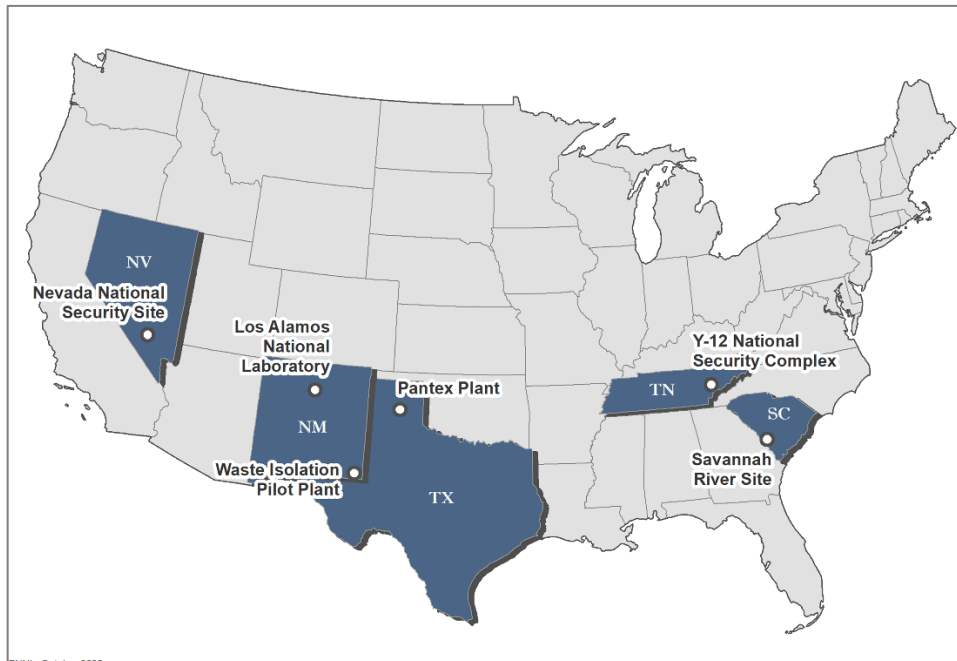 NV
Nevada National
Security Site
Los Alamos
National
Laboratory
NM
Waste Isolation
Pilot Plant
Pantex Plant
TX
Y-12 National
Security Complex
TN
SC
Savannah
River Site